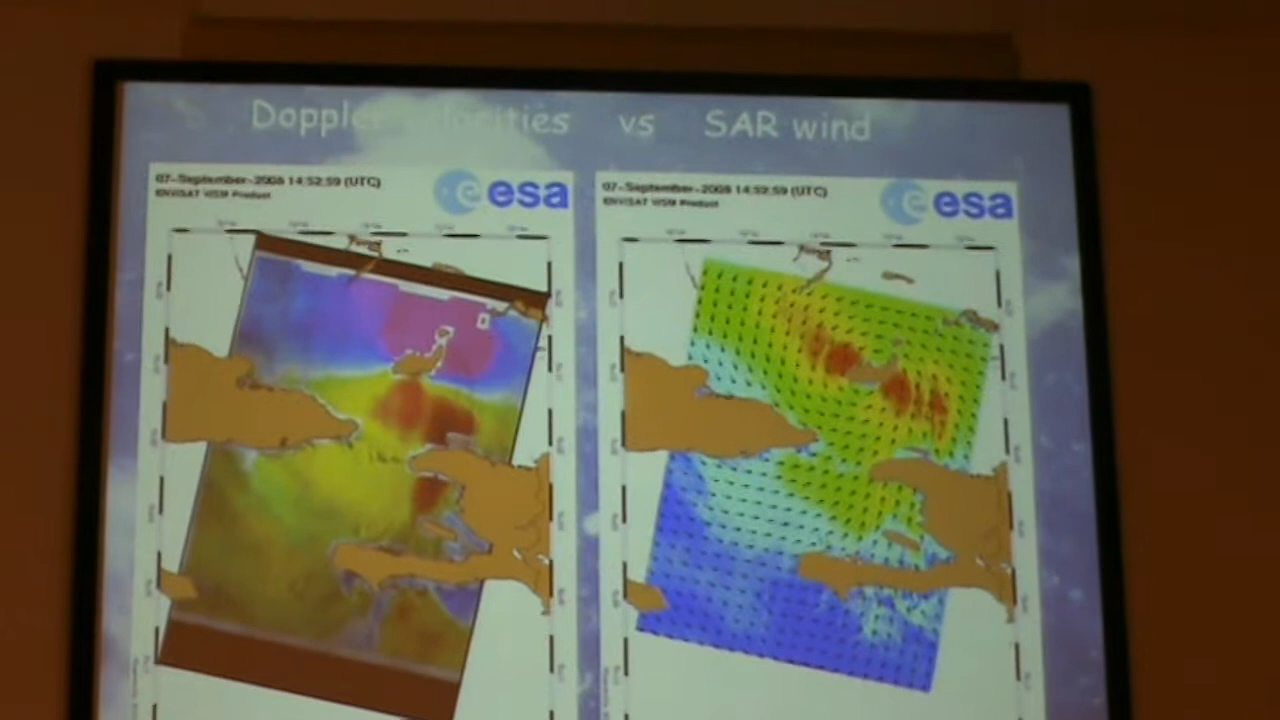 Doppler velocities vs SAR wind
07-September-2008 14:52:59 (UTC)
ENVISAT WSM Product
esa
07-September-2008 14:52:59 (UTC)
ENVISAT WSM Product
esa